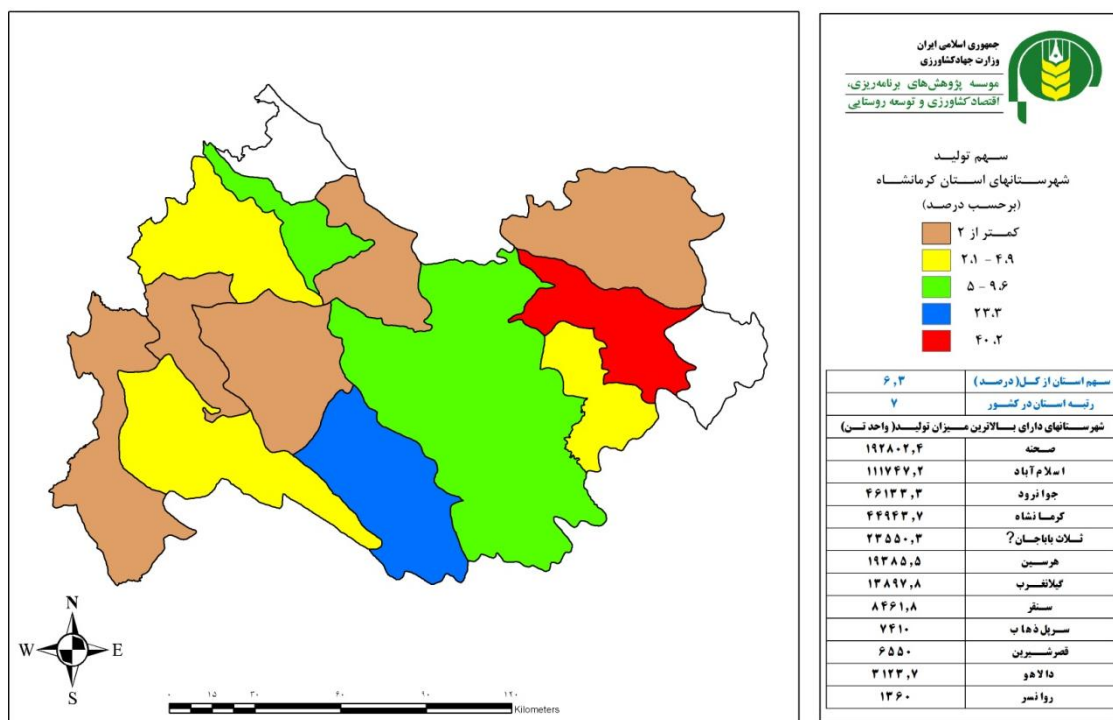 جمهوری اسلامی ایران
وزارت جهادکشاورزی
موسسه پژوهش‌های برنامه‌ریزی،
اقتصادکشاورزی و توسعه روستایی
سهم تولید
شهرستانهای استان کرمانشاه
(برحسب درصد)
کمتر از ۲
۲.۱ - ۴.۹
۵ - ۹.۶
۲۳.۳
۴۰.۲
سهم استان از کل( درصد ) ۶,۳
رتبه استان در کشور ۷
شهرستانهای دارای بالاترین میزان تولید( واحد تن)
صحنه ۱۹۲۸۰۲,۴
اسلام‌آباد ۱۱۱۷۴۷,۲
جوانرود ۴۶۱۳۳,۳
کرمانشاه ۴۴۹۴۳,۷
ثلاث باباجان? ۲۳۵۵۰,۳
هرسین ۱۹۳۸۵,۵
گیلانغرب ۱۳۸۹۷,۸
سنقر ۸۴۶۱,۸
سرپل ذهاب ۷۴۱۰
قصرشیرین ۶۵۵۰
دالاهو ۳۱۲۳,۷
روانسر ۱۳۶۰
N
W E
S
۰ ۱۵ ۳۰ ۶۰ ۹۰ ۱۲۰
Kilometers